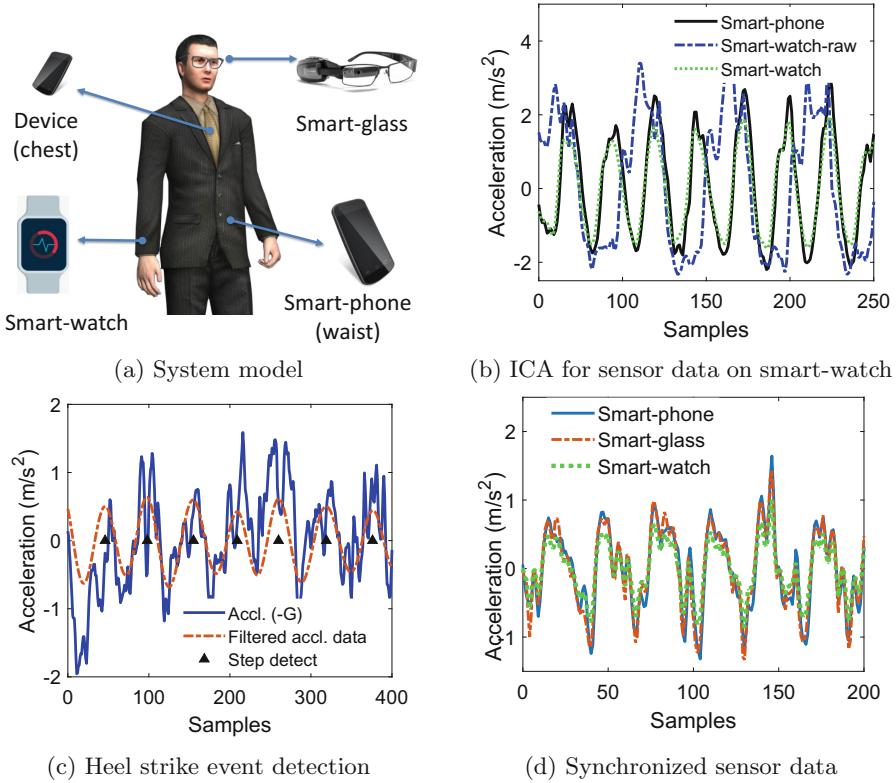 Device
(chest)
Smart-glass
Smart-watch
Smart-phone
(waist)
(a) System model
Acceleration (m/s²)
4
2
0
-2
Smart-phone
Smart-watch-raw
Smart-watch
0 50 100 150 200 250
Samples
(b) ICA for sensor data on smart-watch
Acceleration (m/s²)
2
1
0
-1
-2
Accl. (-G)
Filtered accl. data
Step detect
0 100 200 300 400
Samples
(c) Heel strike event detection
Acceleration (m/s²)
2
1
0
1
Smart-phone
Smart-glass
Smart-watch
0 50 100 150 200
Samples
(d) Synchronized sensor data